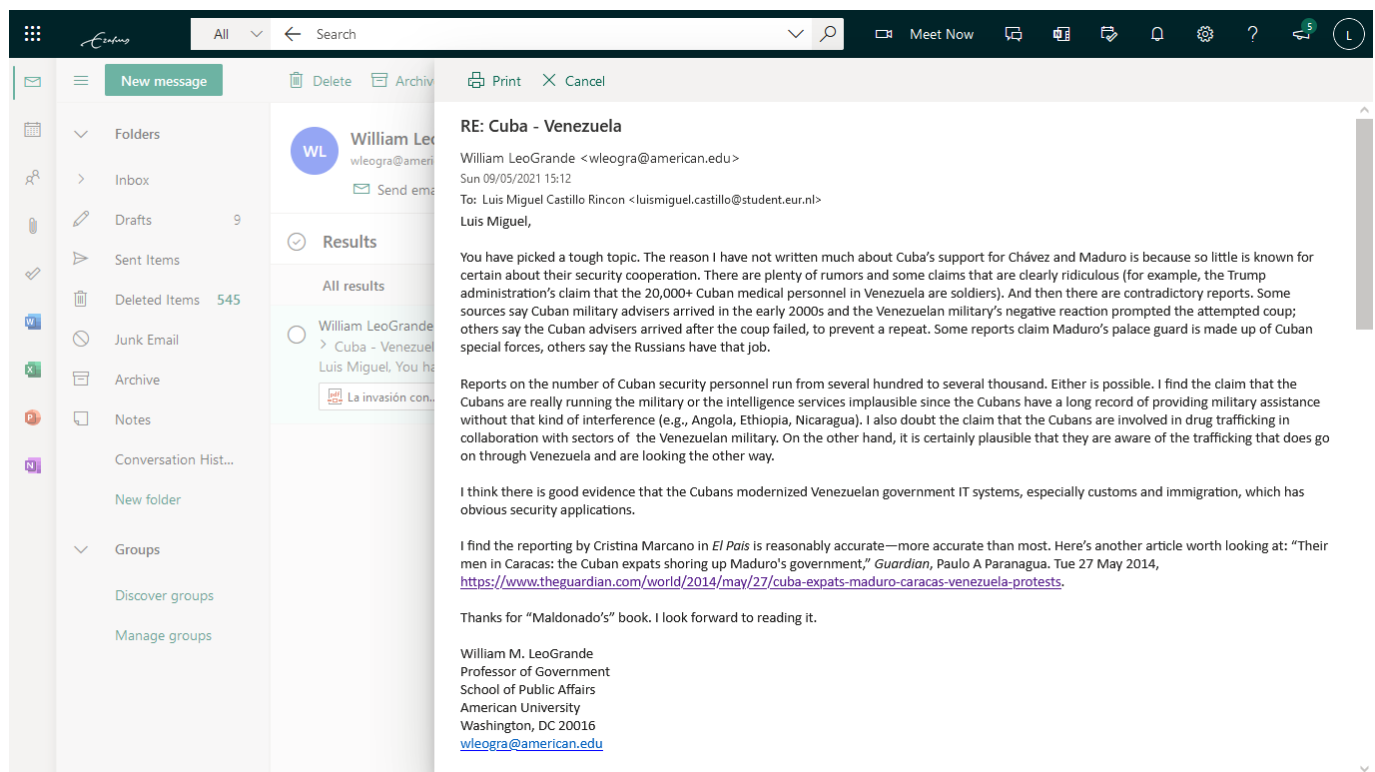 Erafus All Search Meet Now 5 L
New message Delete Archiv Print Cancel
Folders
Inbox
Drafts 9
Sent Items
Deleted Items 545
Junk Email
Archive
Notes
Conversation Hist...
New folder
Groups
Discover groups
Manage groups
WL William Leo
wleogra@ameri
Send ema
Results
All results
William LeoGrande
> Cuba - Venezuel
Luis Miguel, You ha
La invasión con...
RE: Cuba - Venezuela
William LeoGrande <wleogra@american.edu>
Sun 09/05/2021 15:12
To: Luis Miguel Castillo Rincon <luismiguel.castillo@student.eur.nl>
Luis Miguel,
You have picked a tough topic. The reason I have not written much about Cuba's support for Chávez and Maduro is because so little is known for
certain about their security cooperation. There are plenty of rumors and some claims that are clearly ridiculous (for example, the Trump
administration's claim that the 20,000+ Cuban medical personnel in Venezuela are soldiers). And then there are contradictory reports. Some
sources say Cuban military advisers arrived in the early 2000s and the Venezuelan military's negative reaction prompted the attempted coup;
others say the Cuban advisers arrived after the coup failed, to prevent a repeat. Some reports claim Maduro's palace guard is made up of Cuban
special forces, others say the Russians have that job.
Reports on the number of Cuban security personnel run from several hundred to several thousand. Either is possible. I find the claim that the
Cubans are really running the military or the intelligence services implausible since the Cubans have a long record of providing military assistance
without that kind of interference (e.g., Angola, Ethiopia, Nicaragua). I also doubt the claim that the Cubans are involved in drug trafficking in
collaboration with sectors of  the Venezuelan military. On the other hand, it is certainly plausible that they are aware of the trafficking that does go
on through Venezuela and are looking the other way.
I think there is good evidence that the Cubans modernized Venezuelan government IT systems, especially customs and immigration, which has
obvious security applications.
I find the reporting by Cristina Marcano in El Pais is reasonably accurate—more accurate than most. Here's another article worth looking at: “Their
men in Caracas: the Cuban expats shoring up Maduro's government,” Guardian, Paulo A Paranagua. Tue 27 May 2014,
https://www.theguardian.com/world/2014/may/27/cuba-expats-maduro-caracas-venezuela-protests.
Thanks for “Maldonado's” book. I look forward to reading it.
William M. LeoGrande
Professor of Government
School of Public Affairs
American University
Washington, DC 20016
wleogra@american.edu